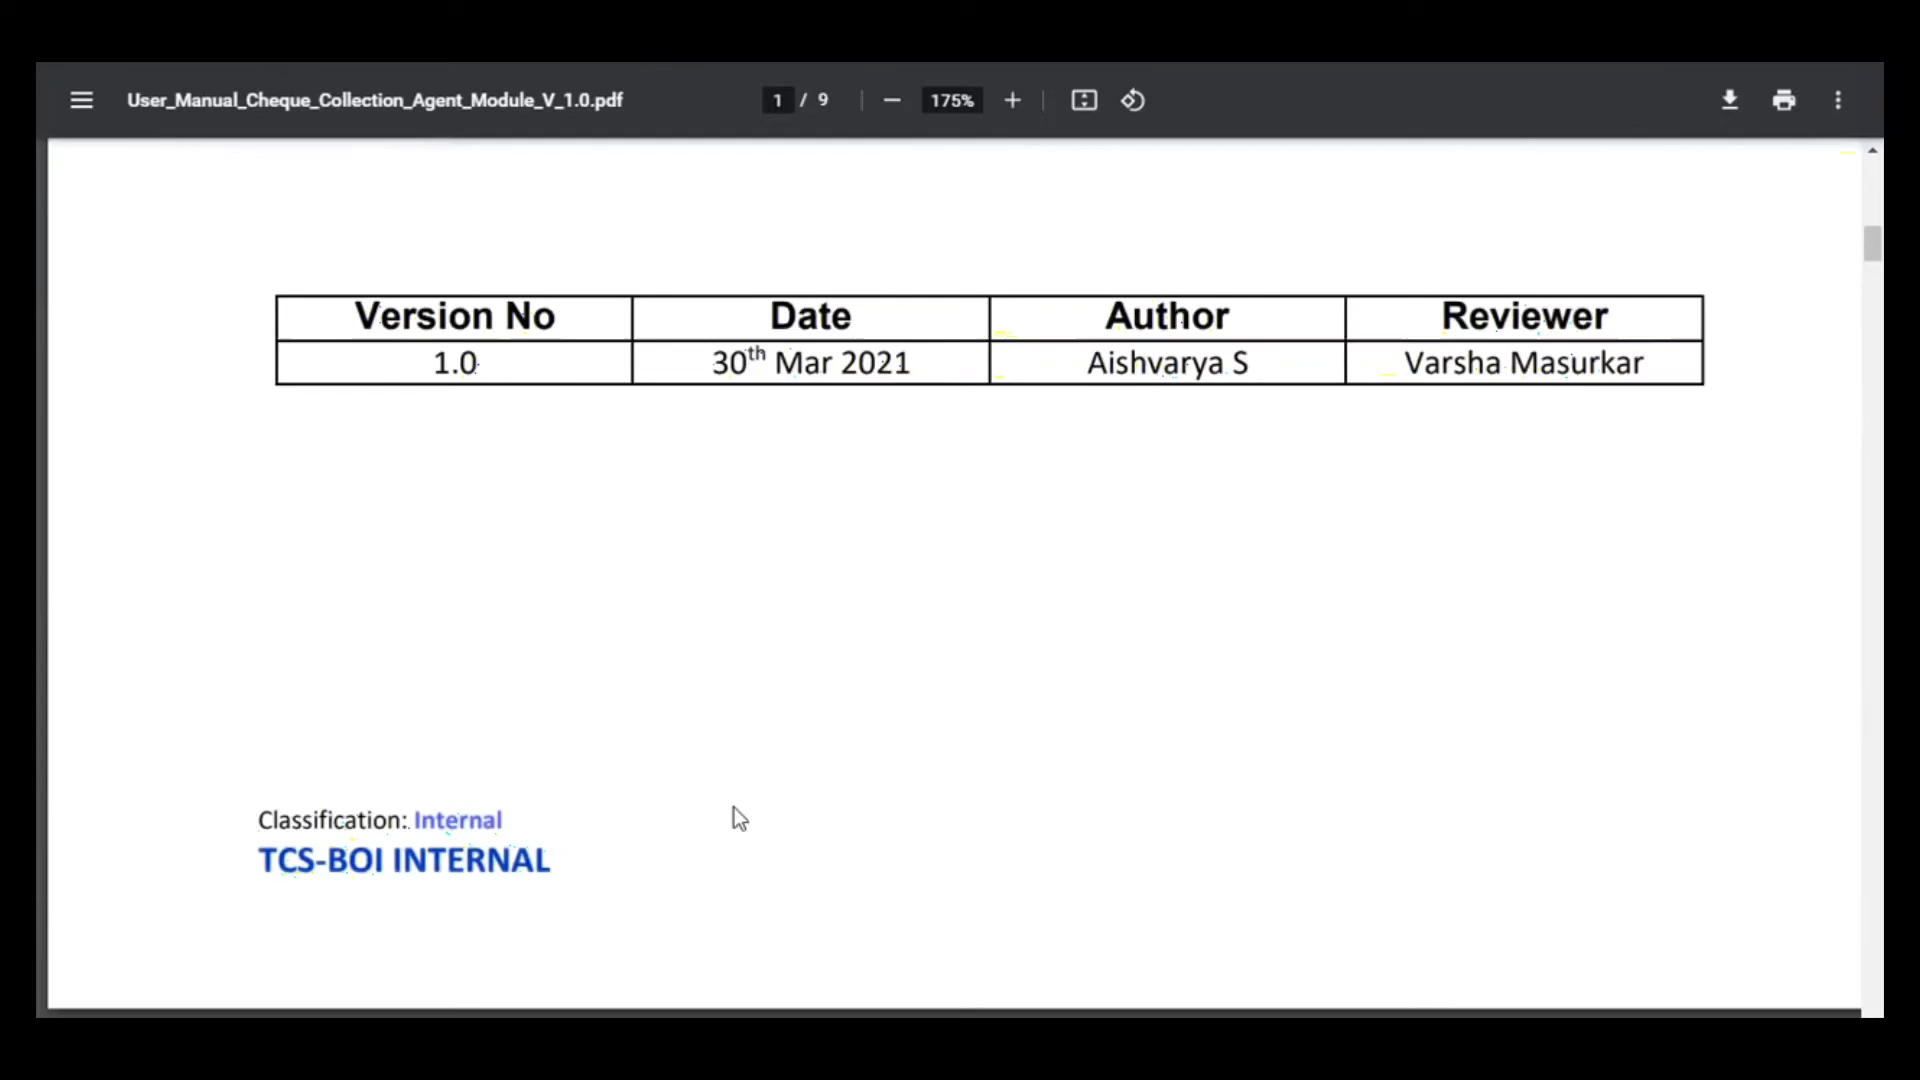 User_Manual_Cheque_Collection_Agent_Module_V_1.0.pdf 1 / 9 175%
Version No Date Author Reviewer
1.0 30th Mar 2021 Aishvarya S Varsha Masurkar
Classification: Internal
TCS-BOI INTERNAL